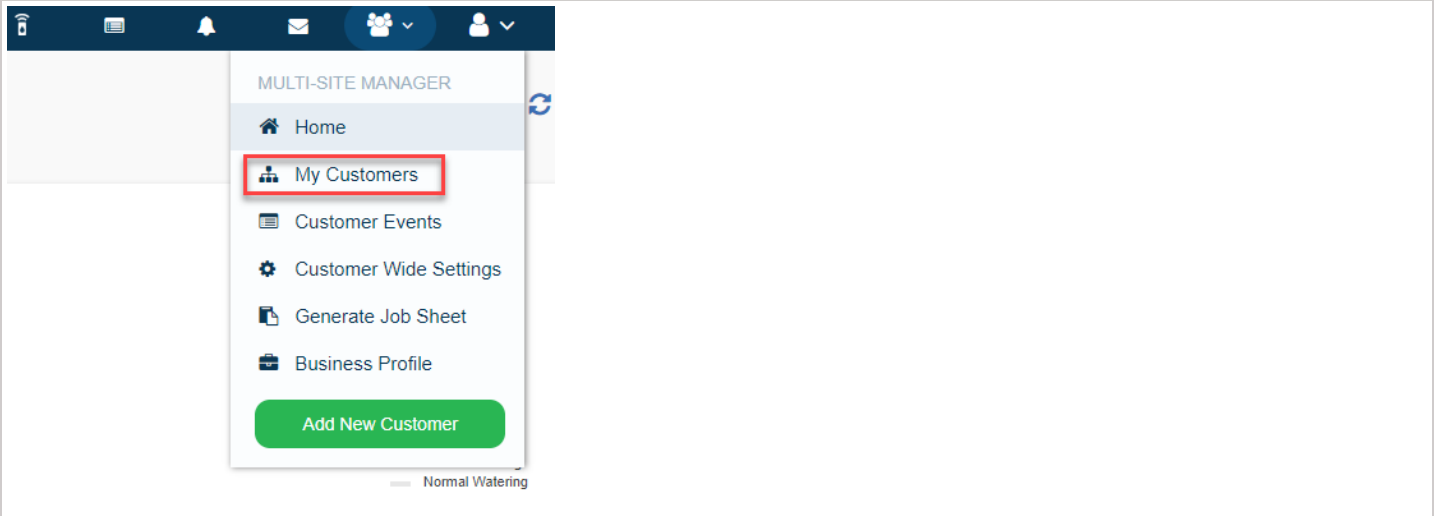 MULTI-SITE MANAGER
Home
My Customers
Customer Events
Customer Wide Settings
Generate Job Sheet
Business Profile
Add New Customer
Normal Watering